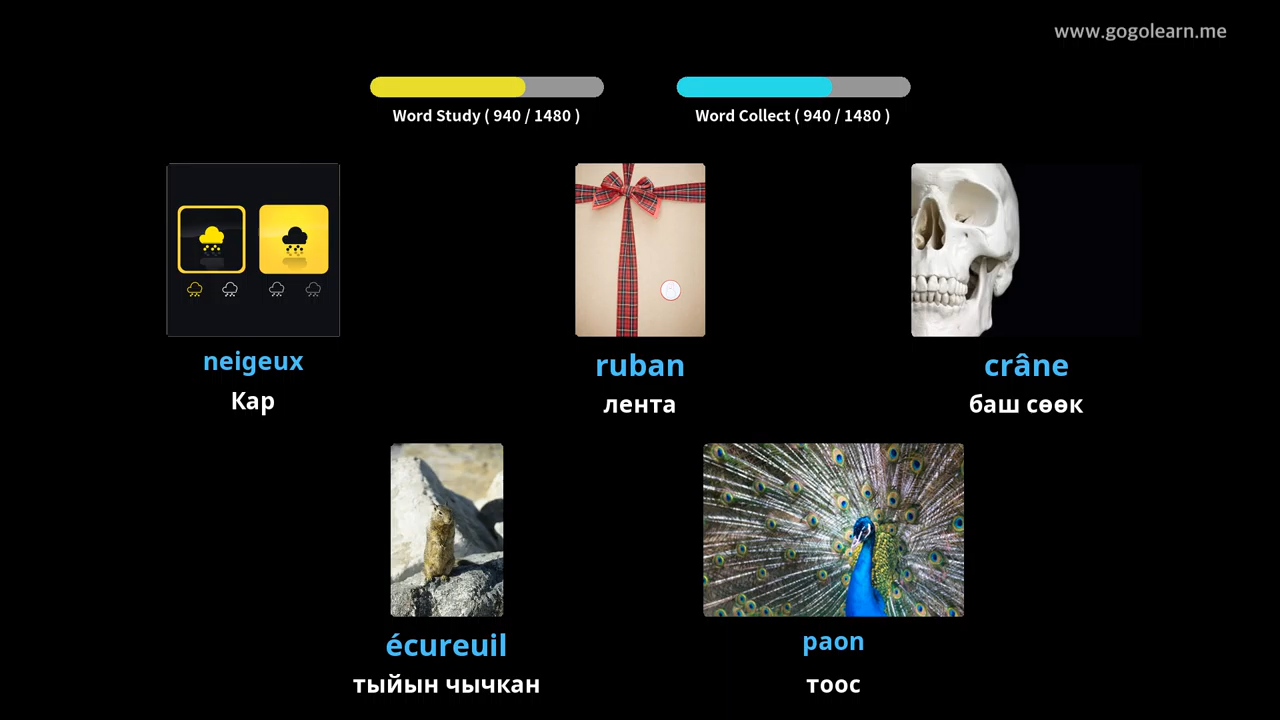 www.gogolearn.me
Word Study ( 940 / 1480 )
Word Collect ( 940 / 1480 )
neigeux
Кар
ruban
лента
crâne
баш сөөк
écureuil
тыйын чычкан
paon
тоос